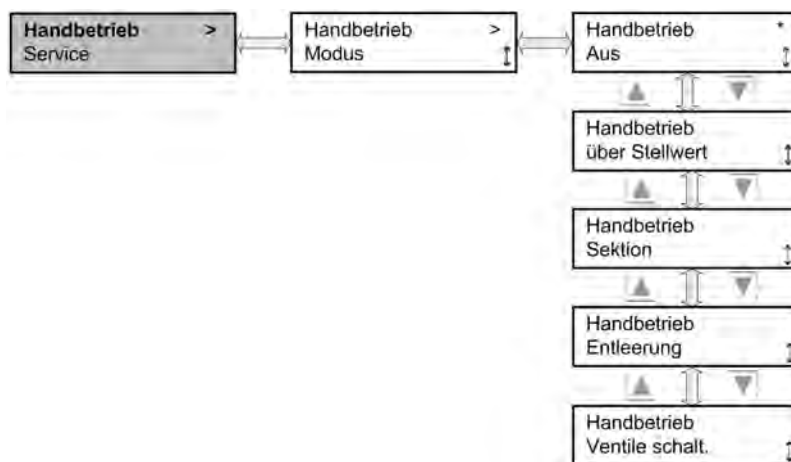 Handbetrieb >
Service
Handbetrieb >
Modus
Handbetrieb *
Aus
Handbetrieb
über Stellwert
Handbetrieb
Sektion
Handbetrieb
Entleerung
Handbetrieb
Ventile schalt.